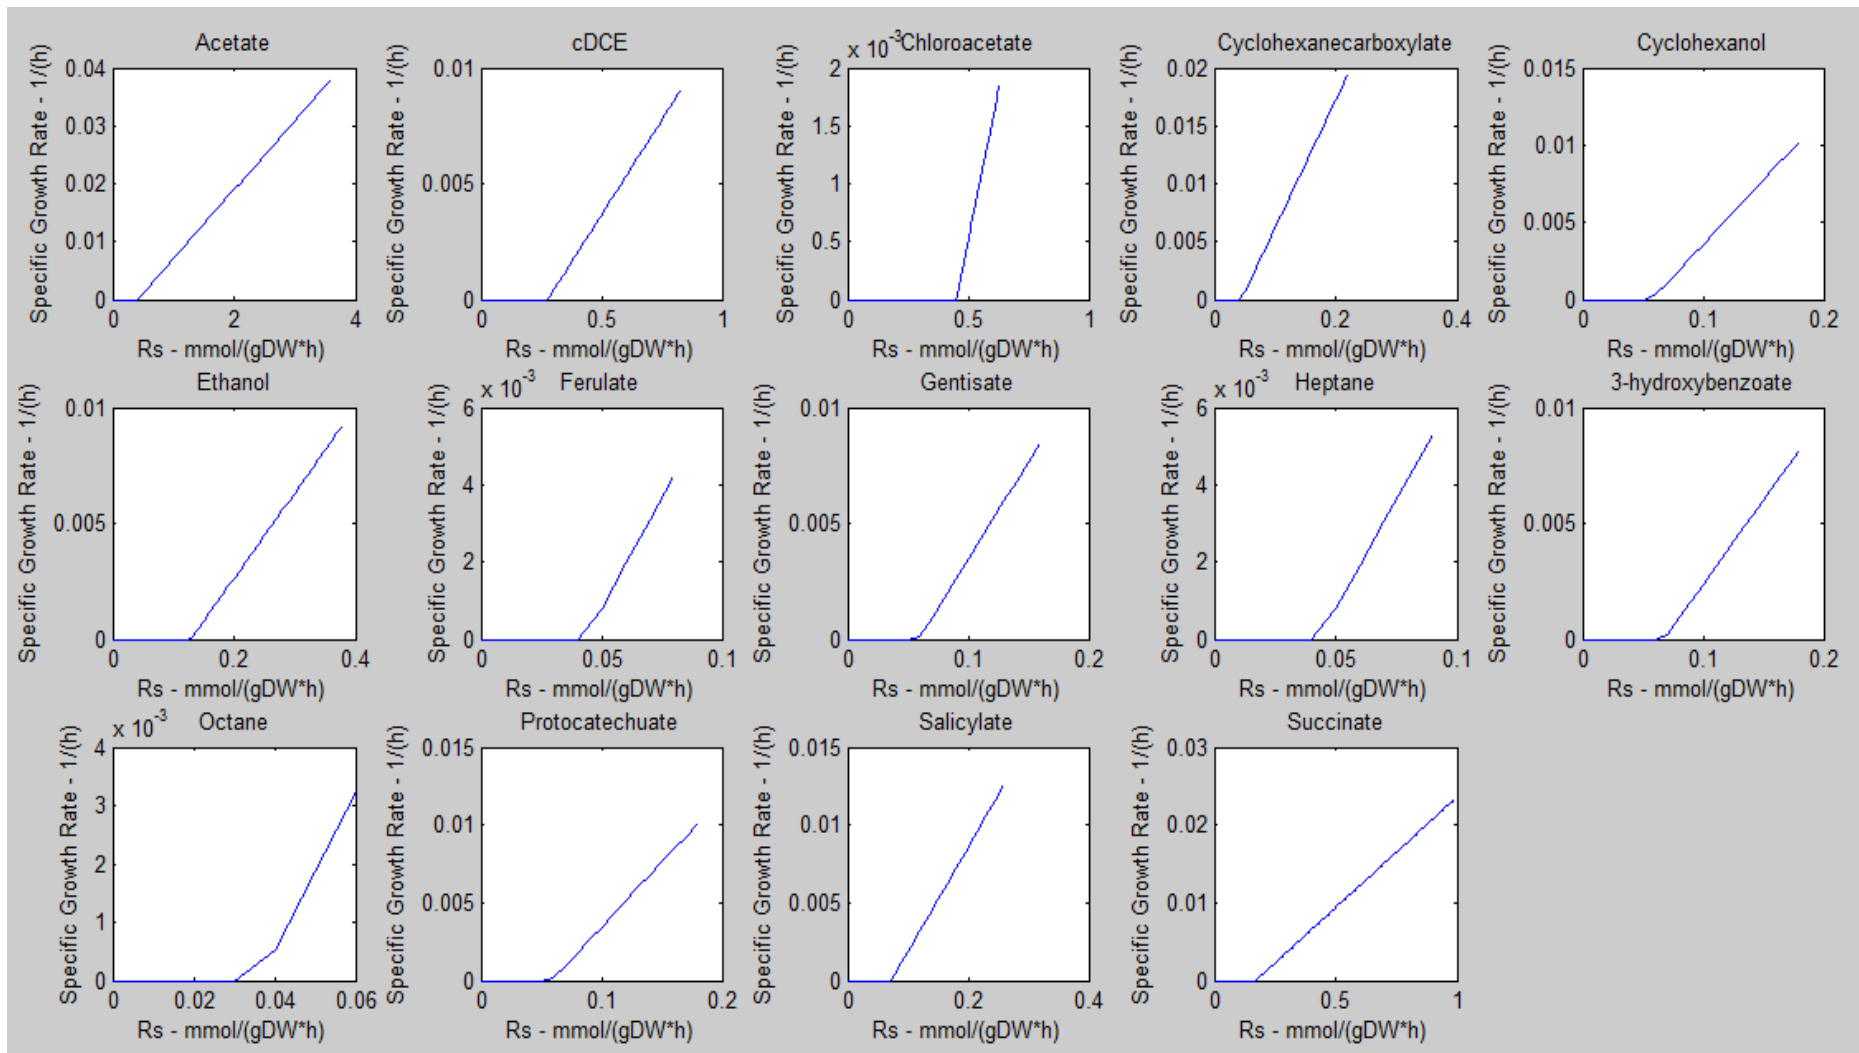 Acetate
Specific Growth Rate - 1/(h)
0.04
0.03
0.02
0.01
0
0 2 4
Rs - mmol/(gDW*h)
cDCE
Specific Growth Rate - 1/(h)
0.01
0.005
0
0 0.5 1
Rs - mmol/(gDW*h)
x 10-3 Chloroacetate
Specific Growth Rate - 1/(h)
2
1.5
1
0.5
0
0 0.5 1
Rs - mmol/(gDW*h)
Cyclohexanecarboxylate
Specific Growth Rate - 1/(h)
0.02
0.015
0.01
0.005
0
0 0.2 0.4
Rs - mmol/(gDW*h)
Cyclohexanol
Specific Growth Rate - 1/(h)
0.015
0.01
0.005
0
0 0.1 0.2
Rs - mmol/(gDW*h)
Ethanol
Specific Growth Rate - 1/(h)
0.01
0.005
0
0 0.2 0.4
Rs - mmol/(gDW*h)
x 10-3 Ferulate
Specific Growth Rate - 1/(h)
6
4
2
0
0 0.05 0.1
Rs - mmol/(gDW*h)
Gentisate
Specific Growth Rate - 1/(h)
0.01
0.005
0
0 0.1 0.2
Rs - mmol/(gDW*h)
x 10-3 Heptane
Specific Growth Rate - 1/(h)
6
4
2
0
0 0.05 0.1
Rs - mmol/(gDW*h)
3-hydroxybenzoate
Specific Growth Rate - 1/(h)
0.01
0.005
0
0 0.1 0.2
Rs - mmol/(gDW*h)
x 10-3 Octane
Specific Growth Rate - 1/(h)
4
3
2
1
0
0 0.02 0.04 0.06
Rs - mmol/(gDW*h)
Protocatechuate
Specific Growth Rate - 1/(h)
0.015
0.01
0.005
0
0 0.1 0.2
Rs - mmol/(gDW*h)
Salicylate
Specific Growth Rate - 1/(h)
0.015
0.01
0.005
0
0 0.2 0.4
Rs - mmol/(gDW*h)
Succinate
Specific Growth Rate - 1/(h)
0.03
0.02
0.01
0
0 0.5 1
Rs - mmol/(gDW*h)